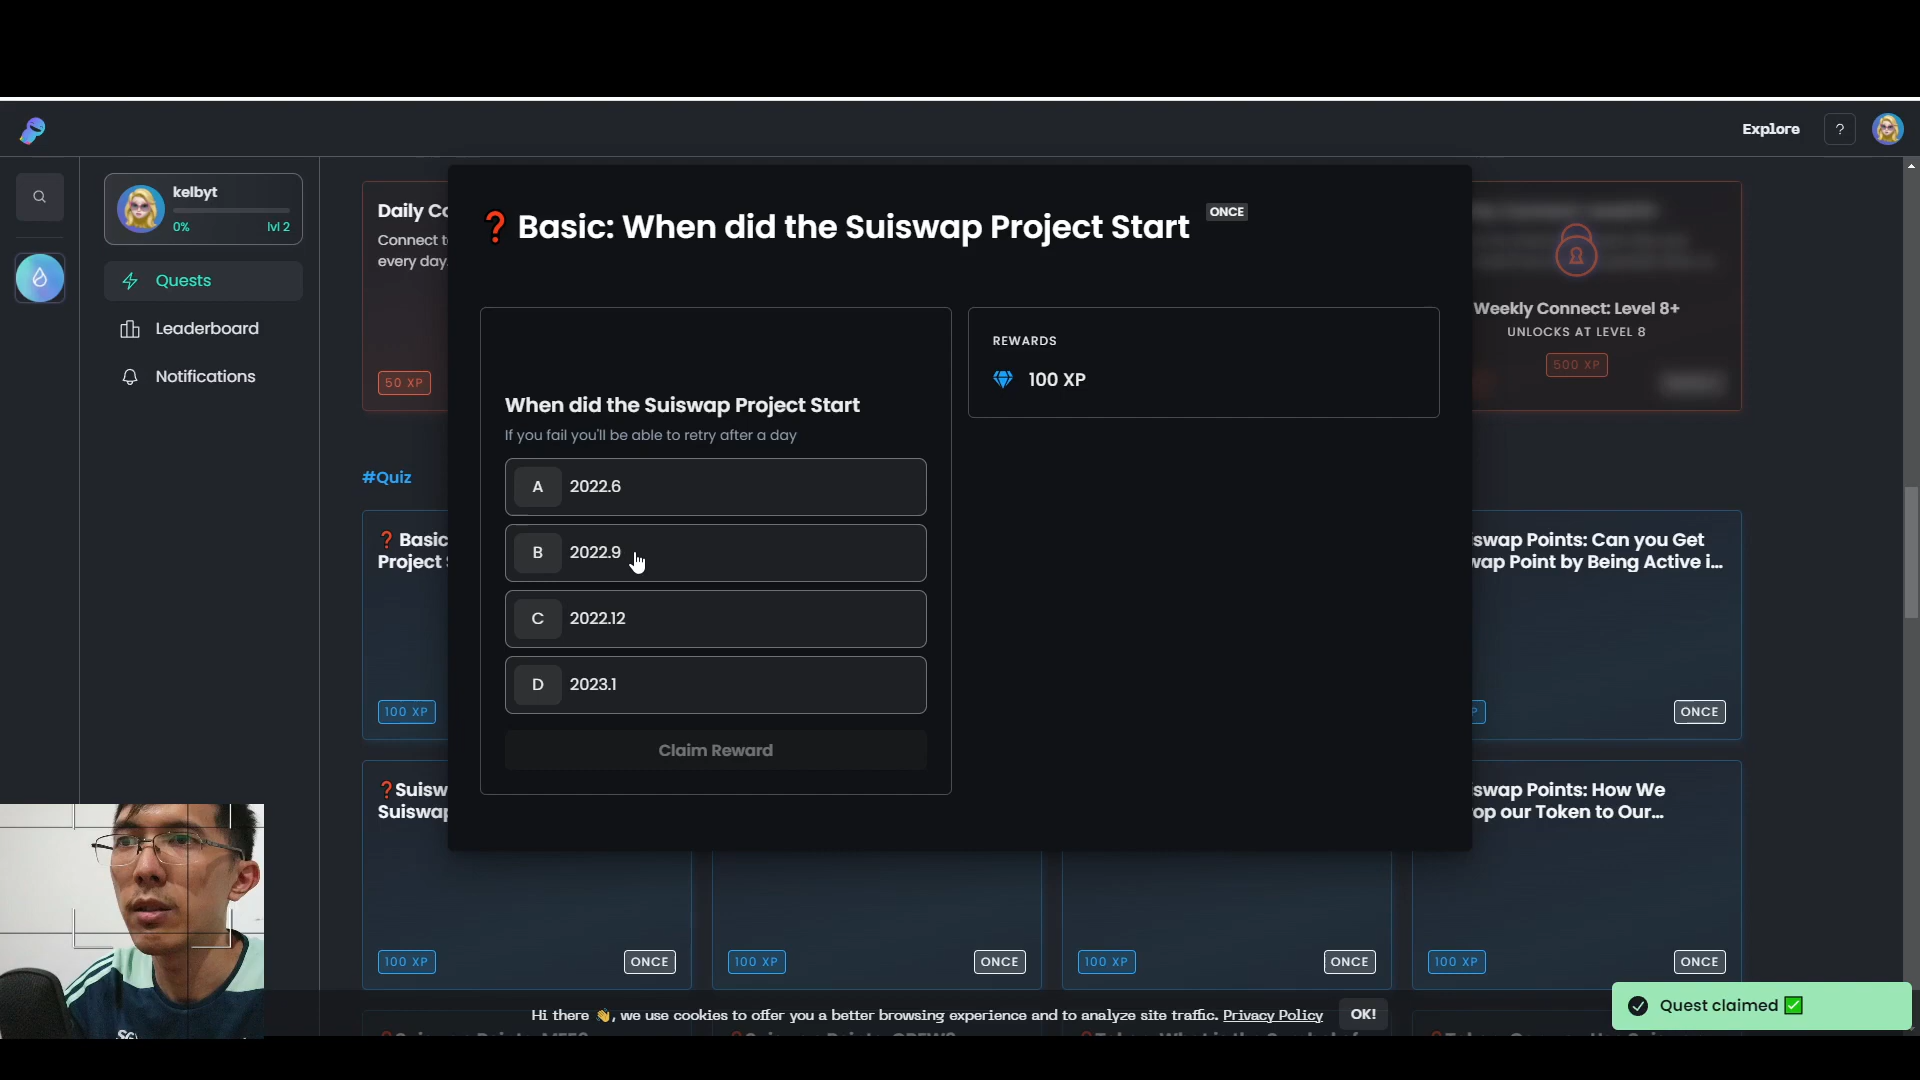 Explore
?
kelbyt
0%
lvl 2
Quests
Leaderboard
Notifications
Daily Co
Connect t
every day.
50 XP
#Quiz
❓Basic
Project
100 XP
❓Suisw
Suiswap
100 XP
ONCE
100 XP
ONCE
100 XP
ONCE
100 XP
ONCE
❓ Basic: When did the Suiswap Project Start
ONCE
When did the Suiswap Project Start
If you fail you'll be able to retry after a day
A 2022.6
B 2022.9
C 2022.12
D 2023.1
Claim Reward
REWARDS
100 XP
Weekly Connect: Level 8+
UNLOCKS AT LEVEL 8
500 XP
swap Points: Can you Get
wap Point by Being Active i...
P
ONCE
swap Points: How We
op our Token to Our...
Hi there 👋, we use cookies to offer you a better browsing experience and to analyze site traffic. Privacy Policy
OK!
Quest claimed ✅